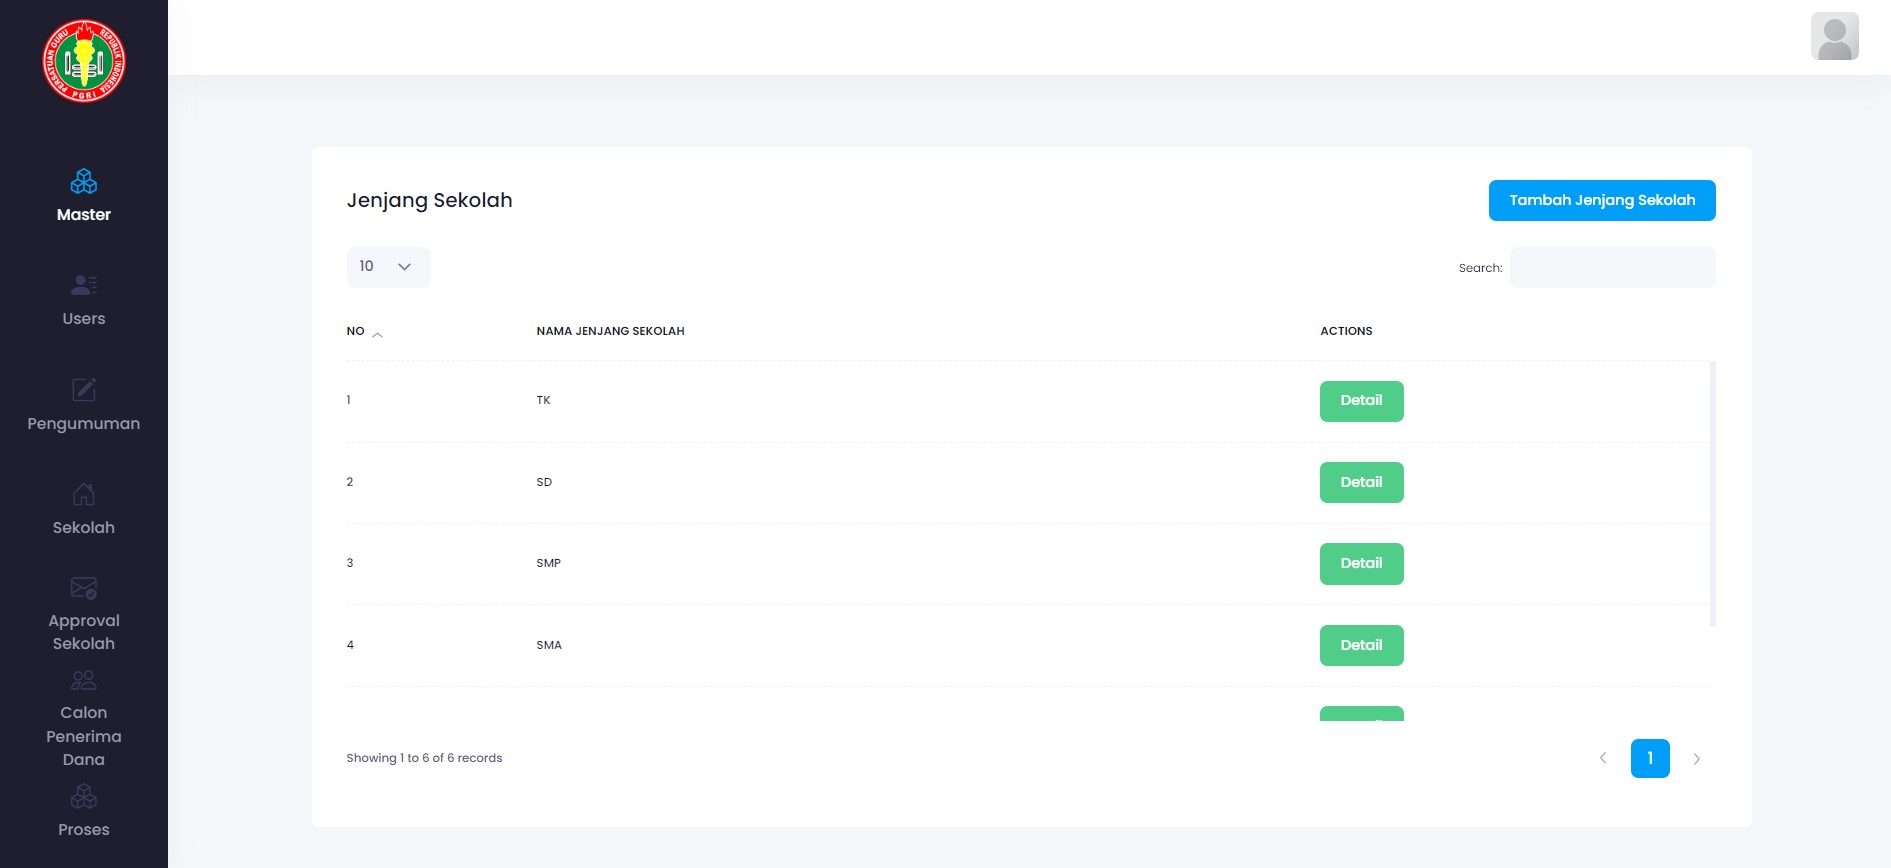 PERSATUAN GURU REPUBLIK INDONESIA
PGRI
Master
Users
Pengumuman
Sekolah
Approval
Sekolah
Calon
Penerima
Dana
Proses
Jenjang Sekolah
Tambah Jenjang Sekolah
10
Search:
NO NAMA JENJANG SEKOLAH ACTIONS
1 TK Detail
2 SD Detail
3 SMP Detail
4 SMA Detail
Showing 1 to 6 of 6 records
1